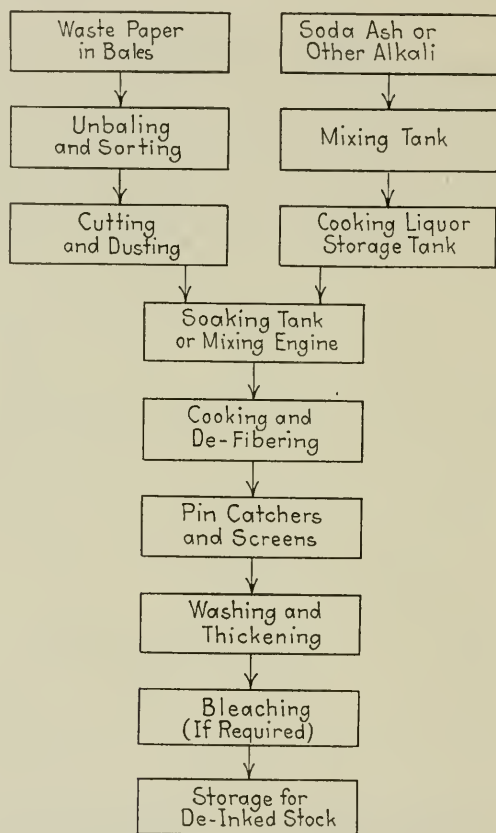 Waste Paper
in Bales
Soda Ash or
Other Alkali
Unbaling
and Sorting
Mixing Tank
Cutting
and Dusting
Cooking Liquor
Storage Tank
Soaking Tank
or Mixing Engine
Cooking and
De-Fibering
Pin Catchers
and Screens
Washing and
Thickening
Bleaching
(If Required)
Storage for
De-Inked Stock